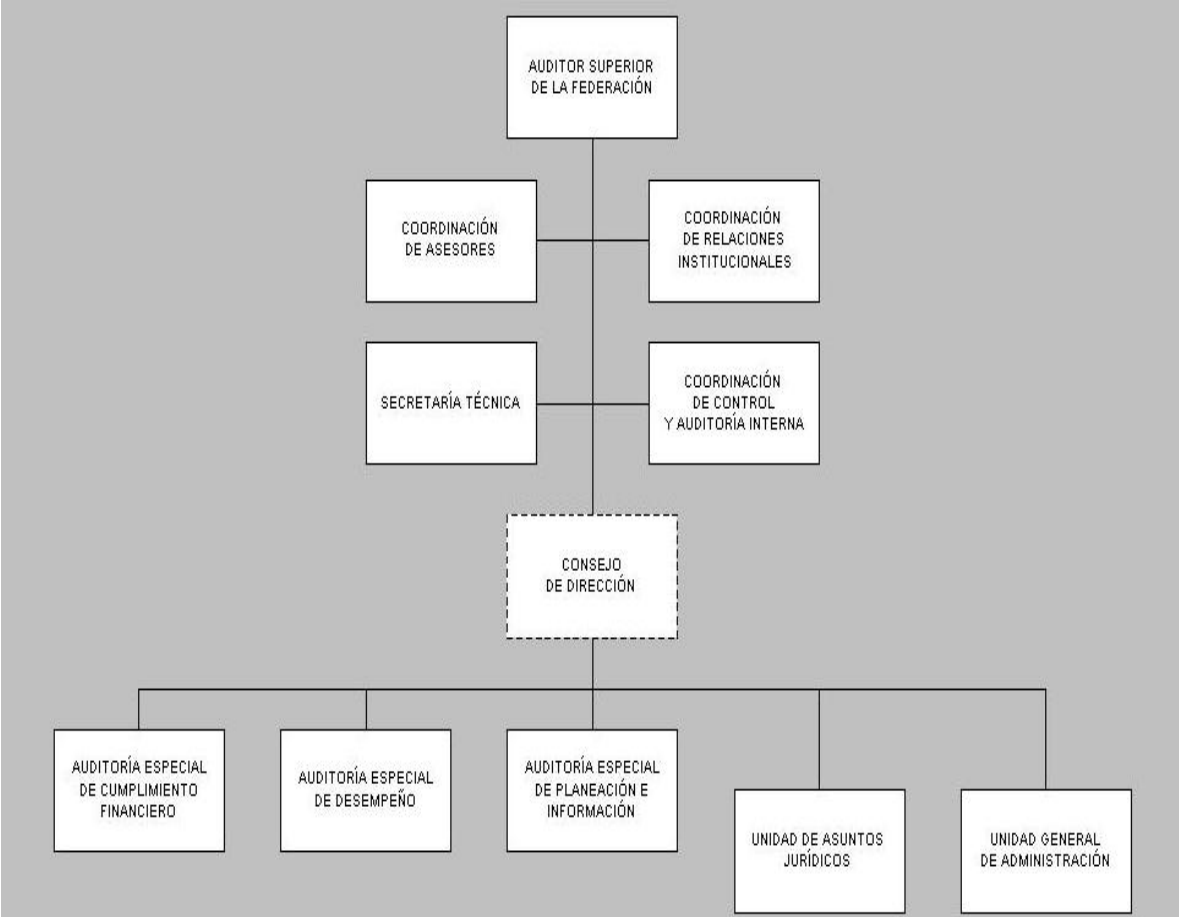 AUDITOR SUPERIOR
DE LA FEDERACIÓN
COORDINACIÓN
DE ASESORES
COORDINACIÓN
DE RELACIONES
INSTITUCIONALES
SECRETARÍA TÉCNICA
COORDINACIÓN
DE CONTROL
Y AUDITORÍA INTERNA
CONSEJO
DE DIRECCIÓN
AUDITORÍA ESPECIAL
DE CUMPLIMIENTO
FINANCIERO
AUDITORÍA ESPECIAL
DE DESEMPEÑO
AUDITORÍA ESPECIAL
DE PLANEACIÓN E
INFORMACIÓN
UNIDAD DE ASUNTOS
JURÍDICOS
UNIDAD GENERAL
DE ADMINISTRACIÓN